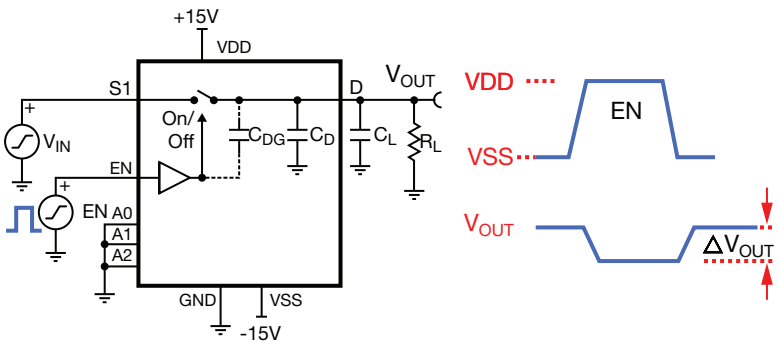 +15V
VDD
S1
D
VOUT
VDD
EN
On/
Off
CDG
CD
CL
RL
VIN
EN
VSS
EN
A0
A1
A2
VOUT
ΔVOUT
GND
VSS
-15V
+
+